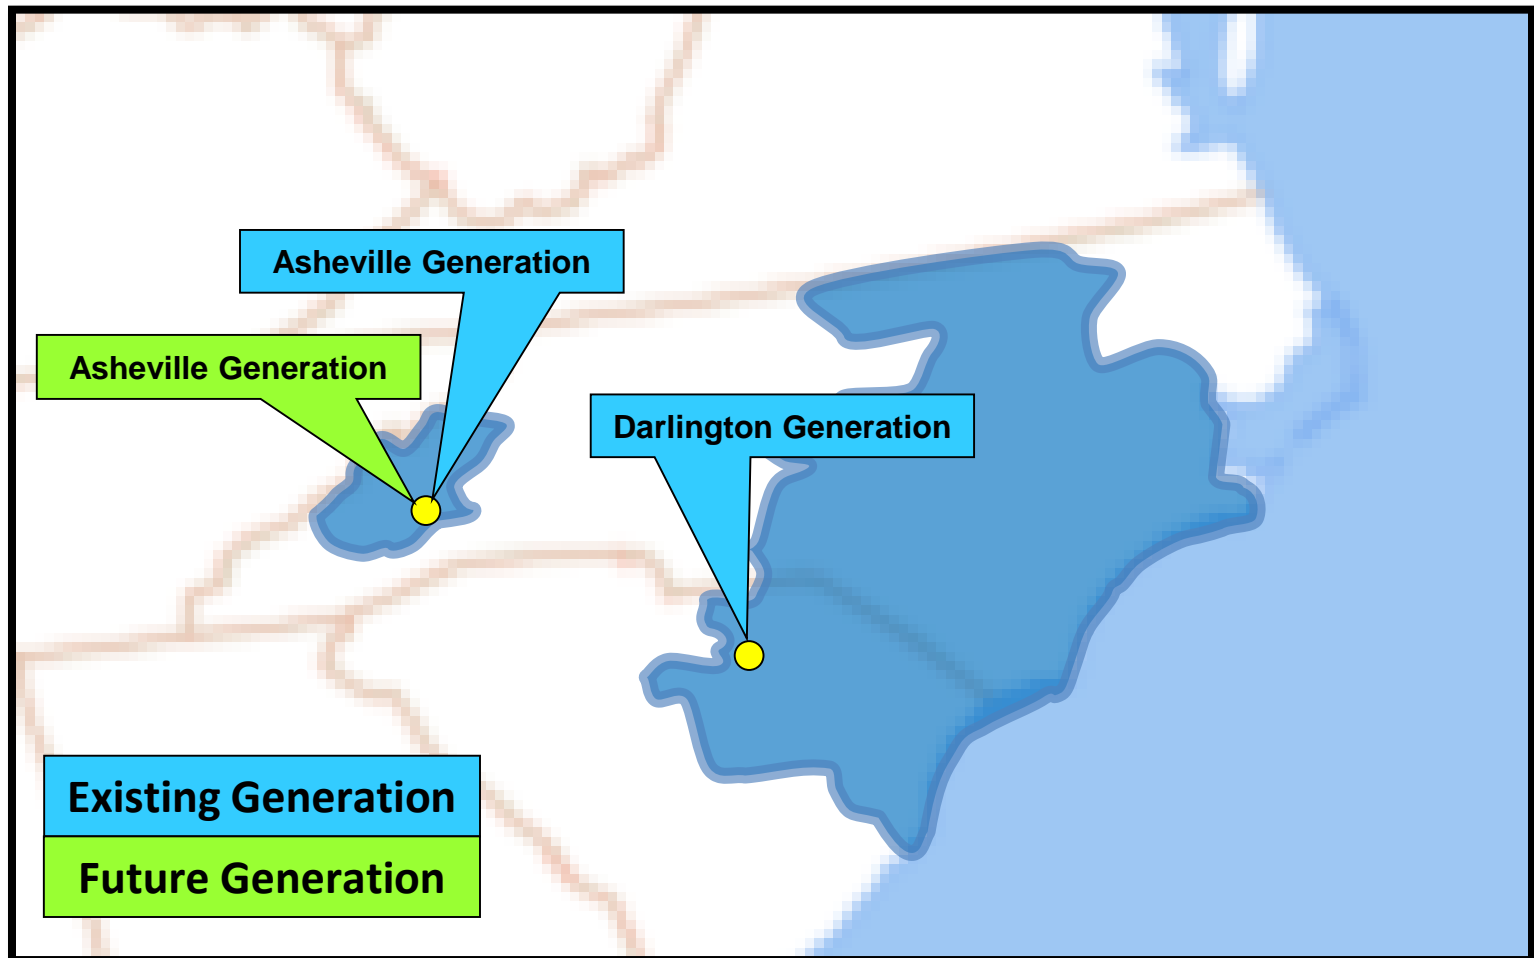 Asheville Generation
Asheville Generation
Darlington Generation
Existing Generation
Future Generation